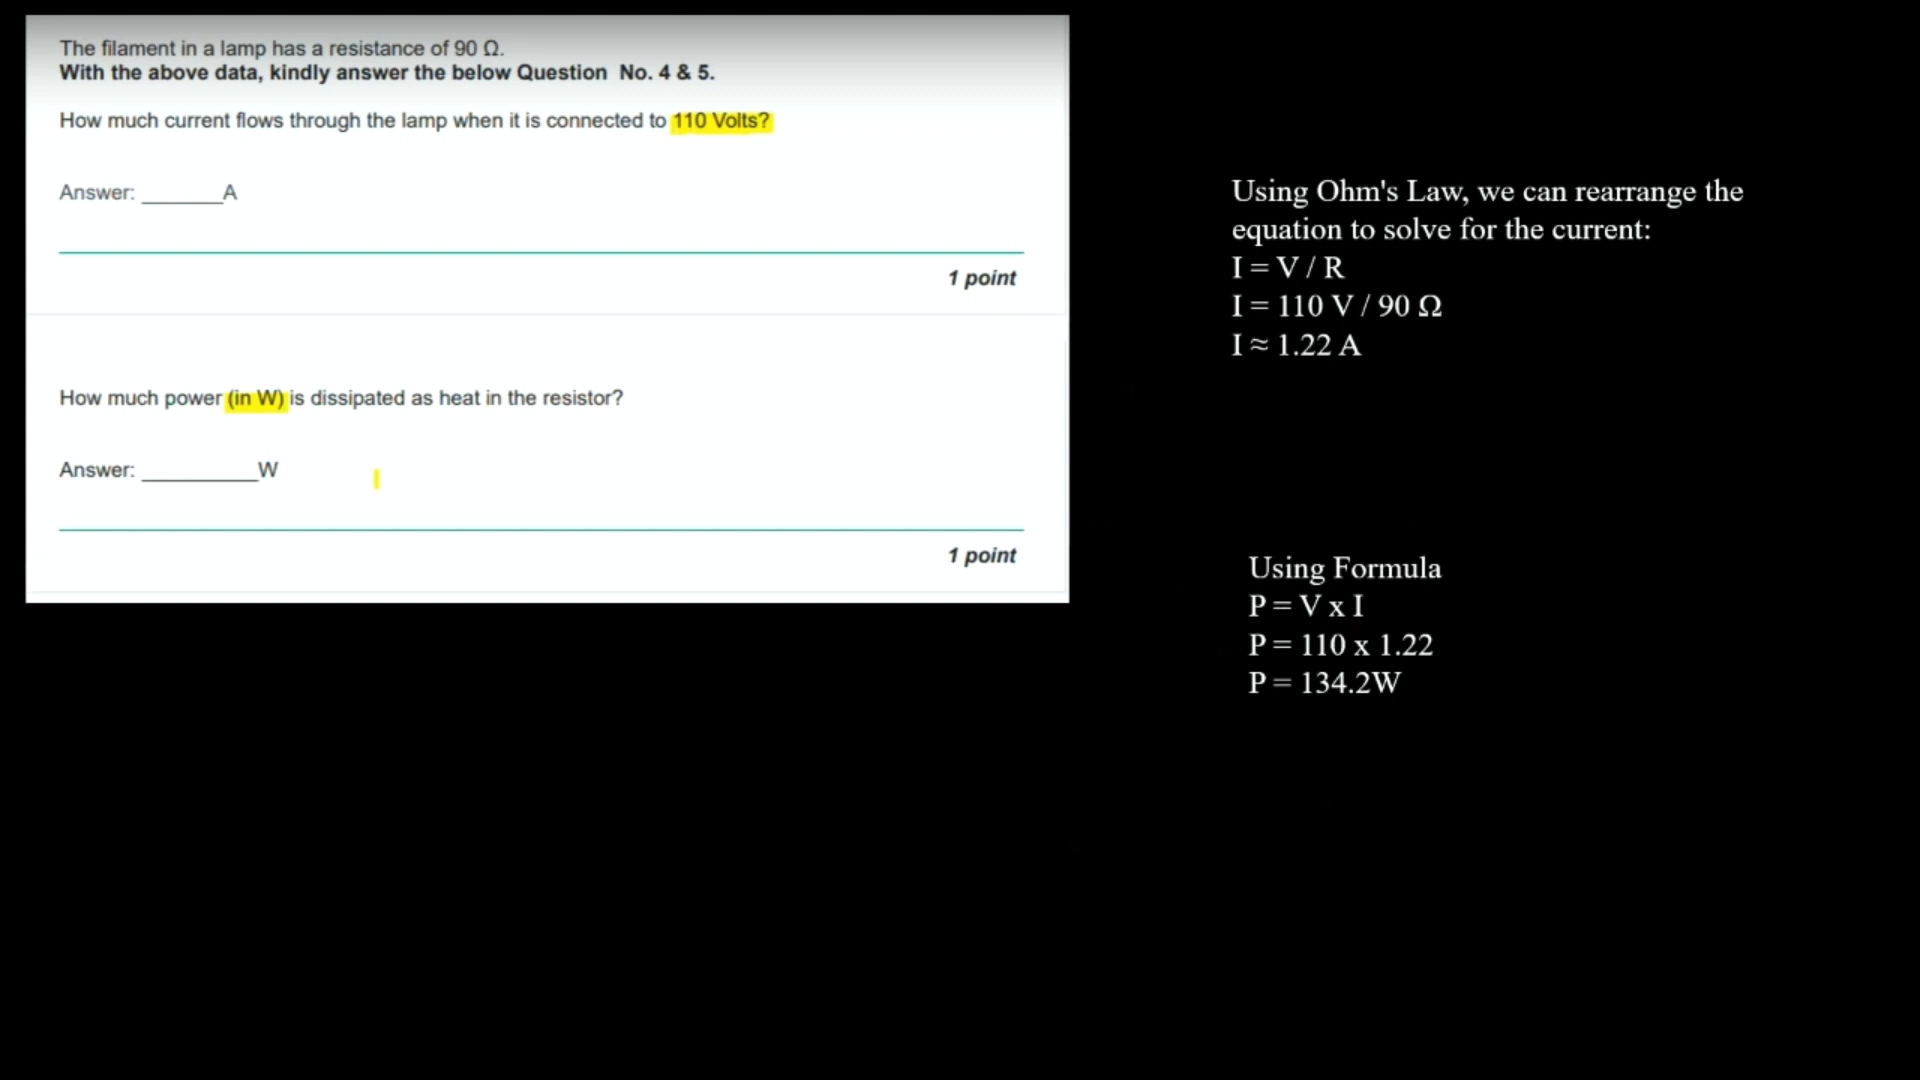 The filament in a lamp has a resistance of 90 Ω.
With the above data, kindly answer the below Question No. 4 & 5.
How much current flows through the lamp when it is connected to 110 Volts?
Answer: _______A
1 point
How much power (in W) is dissipated as heat in the resistor?
Answer: __________W
1 point
Using Ohm's Law, we can rearrange the
equation to solve for the current:
I = V / R
I = 110 V / 90 Ω
I ≈ 1.22 A
Using Formula
P = V x I
P = 110 x 1.22
P = 134.2W